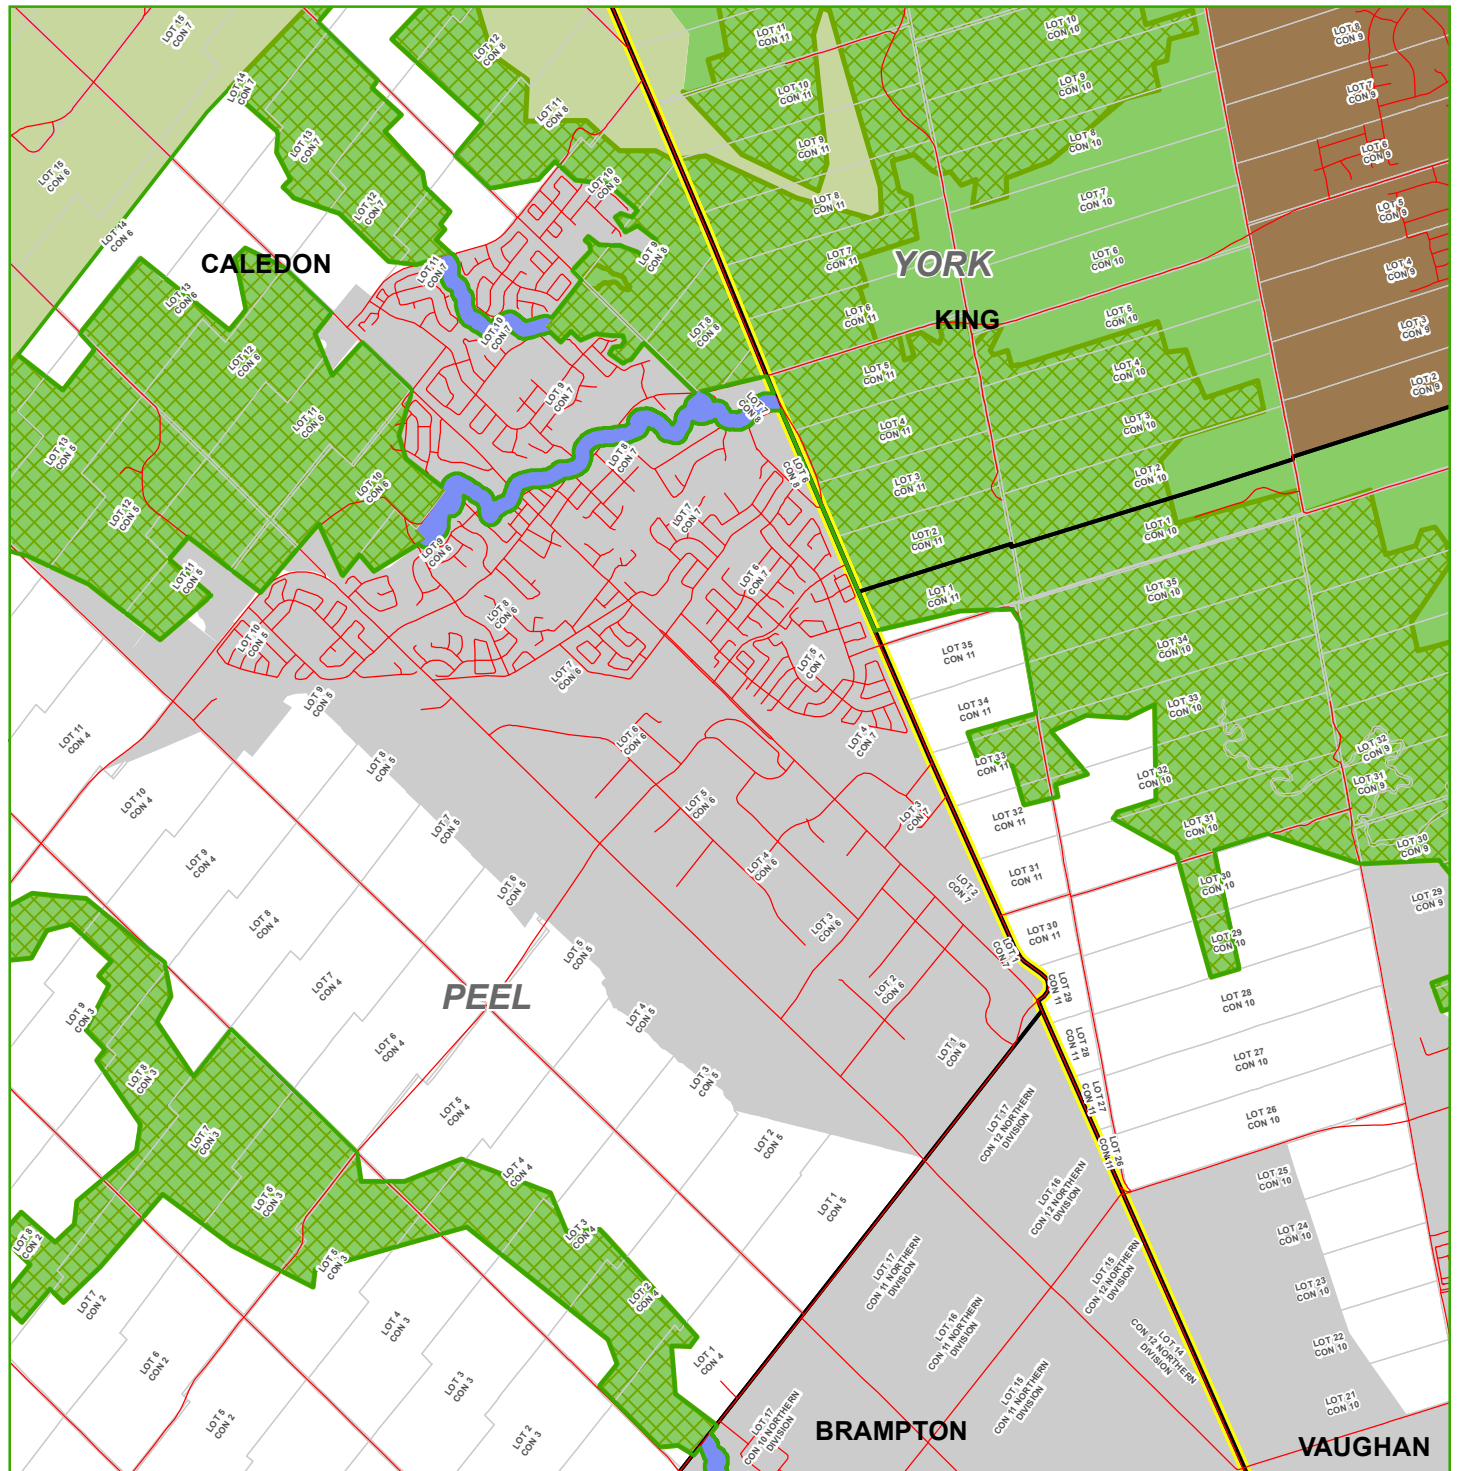 LOT 15
CON 7
LOT 12
CON 8
LOT 11
CON 11
LOT 10
CON 10
LOT 9
CON 9
LOT 14
CON 7
LOT 11
CON 8
LOT 10
CON 11
LOT 9
CON 10
LOT 7
CON 9
LOT 13
CON 7
LOT 9
CON 11
LOT 8
CON 10
LOT 6
CON 9
LOT 15
CON 6
LOT 12
CON 7
LOT 10
CON 8
LOT 8
CON 11
LOT 7
CON 10
LOT 5
CON 9
LOT 14
CON 6
CALEDON
LOT 11
CON 7
LOT 9
CON 8
LOT 7
CON 11
YORK
LOT 6
CON 10
LOT 4
CON 9
LOT 13
CON 6
LOT 10
CON 7
LOT 8
CON 8
LOT 6
CON 11
KING
LOT 5
CON 10
LOT 3
CON 9
LOT 12
CON 6
LOT 9
CON 7
LOT 5
CON 11
LOT 4
CON 10
LOT 2
CON 9
LOT 11
CON 6
LOT 7
CON 8
LOT 4
CON 11
LOT 3
CON 10
LOT 13
CON 5
LOT 10
CON 6
LOT 8
CON 7
LOT 6
CON 8
LOT 3
CON 11
LOT 2
CON 10
LOT 12
CON 5
LOT 9
CON 6
LOT 7
CON 7
LOT 2
CON 11
LOT 1
CON 10
LOT 11
CON 5
LOT 8
CON 6
LOT 6
CON 7
LOT 1
CON 11
LOT 35
CON 10
LOT 10
CON 5
LOT 7
CON 6
LOT 5
CON 7
LOT 35
CON 11
LOT 34
CON 10
LOT 9
CON 5
LOT 34
CON 11
LOT 33
CON 10
LOT 11
CON 4
LOT 8
CON 5
LOT 6
CON 6
LOT 4
CON 7
LOT 33
CON 11
LOT 32
CON 10
LOT 32
CON 9
LOT 31
CON 9
LOT 10
CON 4
LOT 7
CON 5
LOT 5
CON 6
LOT 3
CON 7
LOT 32
CON 11
LOT 31
CON 10
LOT 30
CON 9
LOT 9
CON 4
LOT 6
CON 5
LOT 4
CON 6
LOT 2
CON 7
LOT 31
CON 11
LOT 30
CON 10
LOT 29
CON 9
LOT 8
CON 4
LOT 5
CON 5
LOT 3
CON 6
LOT 1
CON 7
LOT 30
CON 11
LOT 29
CON 10
LOT 9
CON 3
LOT 7
CON 4
PEEL
LOT 4
CON 5
LOT 2
CON 6
LOT 29
CON 11
LOT 28
CON 10
LOT 8
CON 3
LOT 6
CON 4
LOT 3
CON 5
LOT 1
CON 6
LOT 28
CON 11
LOT 27
CON 10
LOT 7
CON 3
LOT 5
CON 4
LOT 2
CON 5
LOT 17
CON 12 NORTHERN
DIVISION
LOT 27
CON 11
LOT 26
CON 10
LOT 6
CON 3
LOT 4
CON 4
LOT 1
CON 5
LOT 16
CON 12 NORTHERN
DIVISION
LOT 26
CON 11
LOT 25
CON 10
LOT 8
CON 2
LOT 5
CON 3
LOT 3
CON 4
LOT 17
CON 11 NORTHERN
DIVISION
LOT 15
CON 12 NORTHERN
DIVISION
LOT 24
CON 10
LOT 7
CON 2
LOT 4
CON 3
LOT 2
CON 4
LOT 16
CON 11 NORTHERN
DIVISION
LOT 14
CON 12 NORTHERN
DIVISION
LOT 23
CON 10
LOT 6
CON 2
LOT 3
CON 3
LOT 1
CON 4
LOT 15
CON 11 NORTHERN
DIVISION
LOT 22
CON 10
LOT 5
CON 2
LOT 2
CON 3
LOT 17
CON 10 NORTHERN
DIVISION
BRAMPTON
LOT 21
CON 10
VAUGHAN